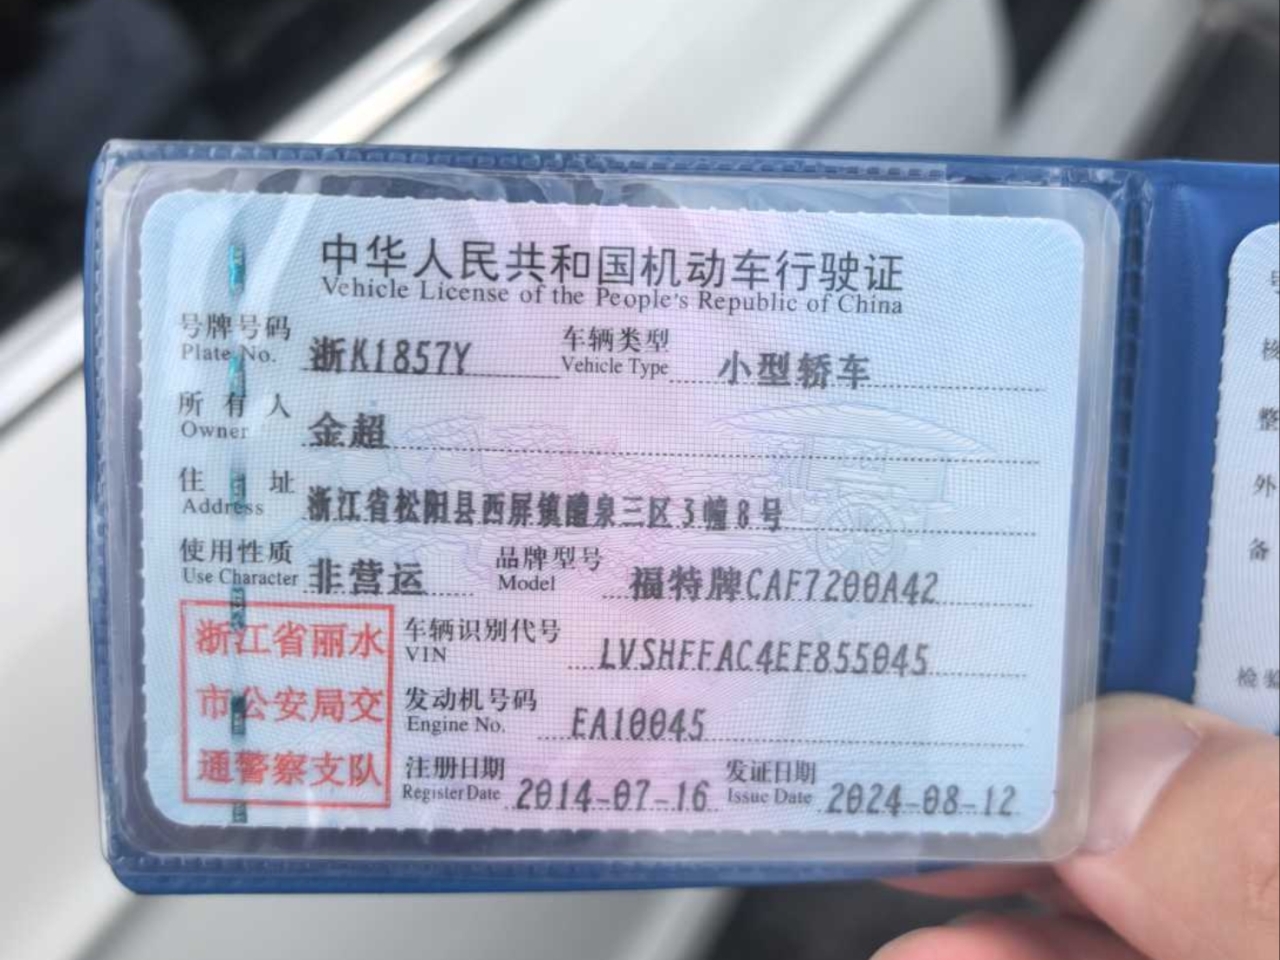 中华人民共和国机动车行驶证
Vehicle License of the People's Republic of China
号牌号码 浙K1857Y 车辆类型 小型轿车
Plate No. Vehicle Type
所有人 金超
Owner
住址 浙江省松阳县西屏镇醴泉三区3幢8号
Address
使用性质 非营运 品牌型号 福特牌CAF7200A42
Use Character Model
浙江省丽水
市公安局交
通警察支队
车辆识别代号 LVSHFFAC4EF855045
VIN
发动机号码 EA10045
Engine No.
注册日期 2014-07-16 发证日期 2024-08-12
Register Date Issue Date
核
整
外
备
检验